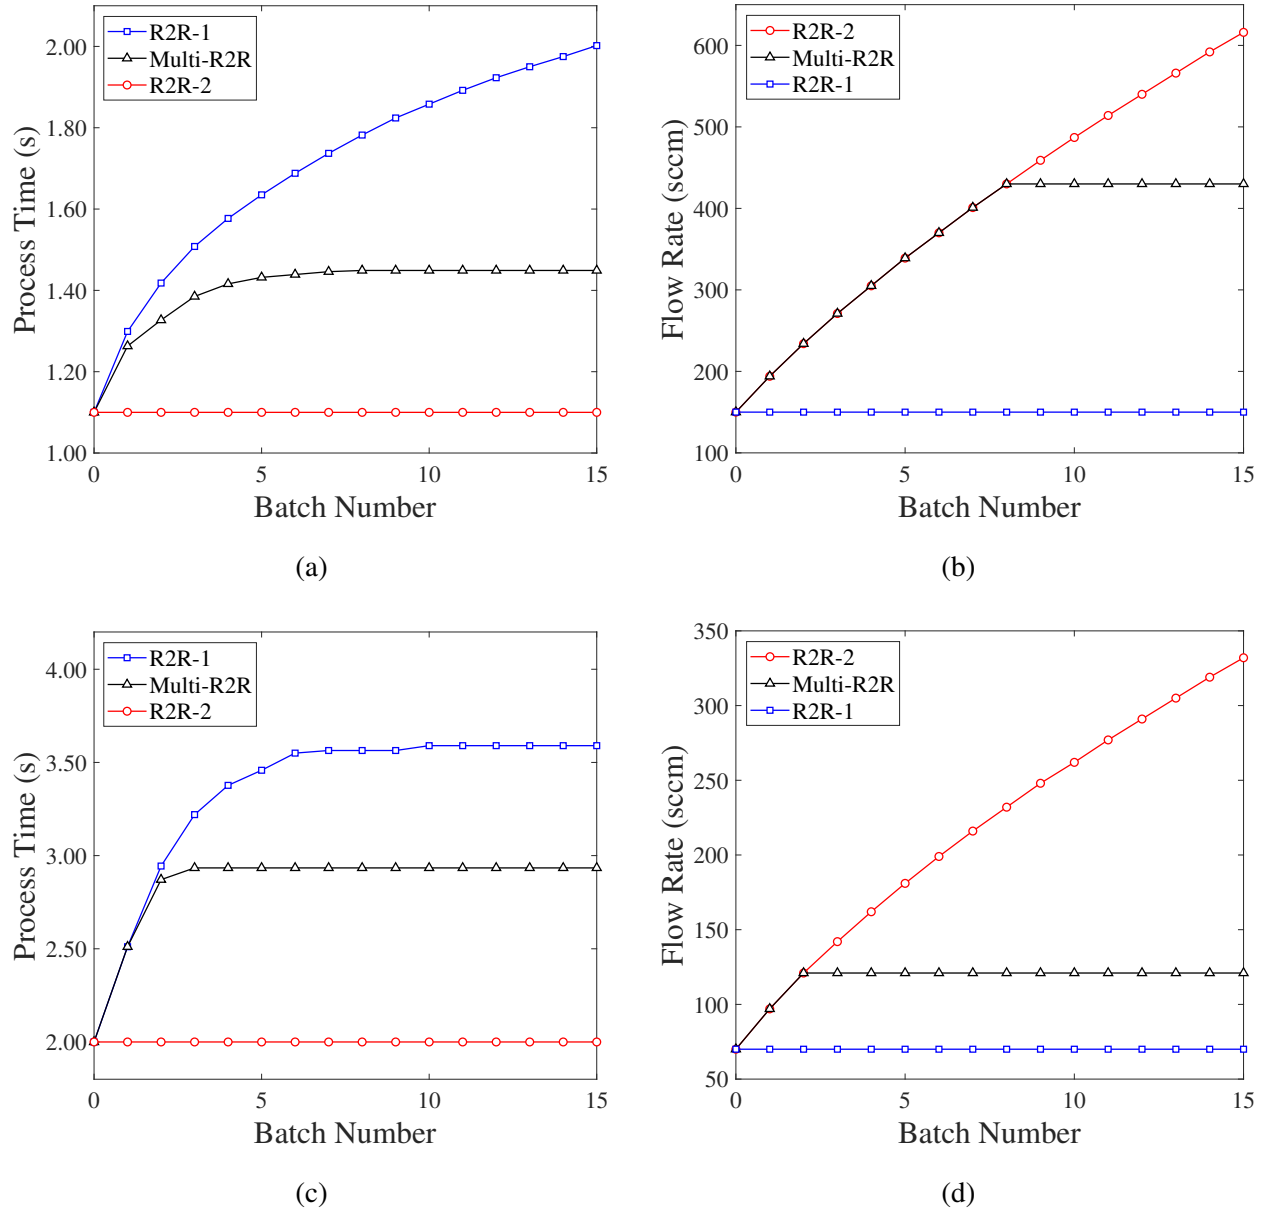 R2R-1
Multi-R2R
R2R-2
2.00
1.80
1.60
1.40
1.20
1.00
Process Time (s)
0 5 10 15
Batch Number
(a)
R2R-2
Multi-R2R
R2R-1
600
500
400
300
200
100
Flow Rate (sccm)
0 5 10 15
Batch Number
(b)
R2R-1
Multi-R2R
R2R-2
4.00
3.50
3.00
2.50
2.00
Process Time (s)
0 5 10 15
Batch Number
(c)
R2R-2
Multi-R2R
R2R-1
350
300
250
200
150
100
50
Flow Rate (sccm)
0 5 10 15
Batch Number
(d)